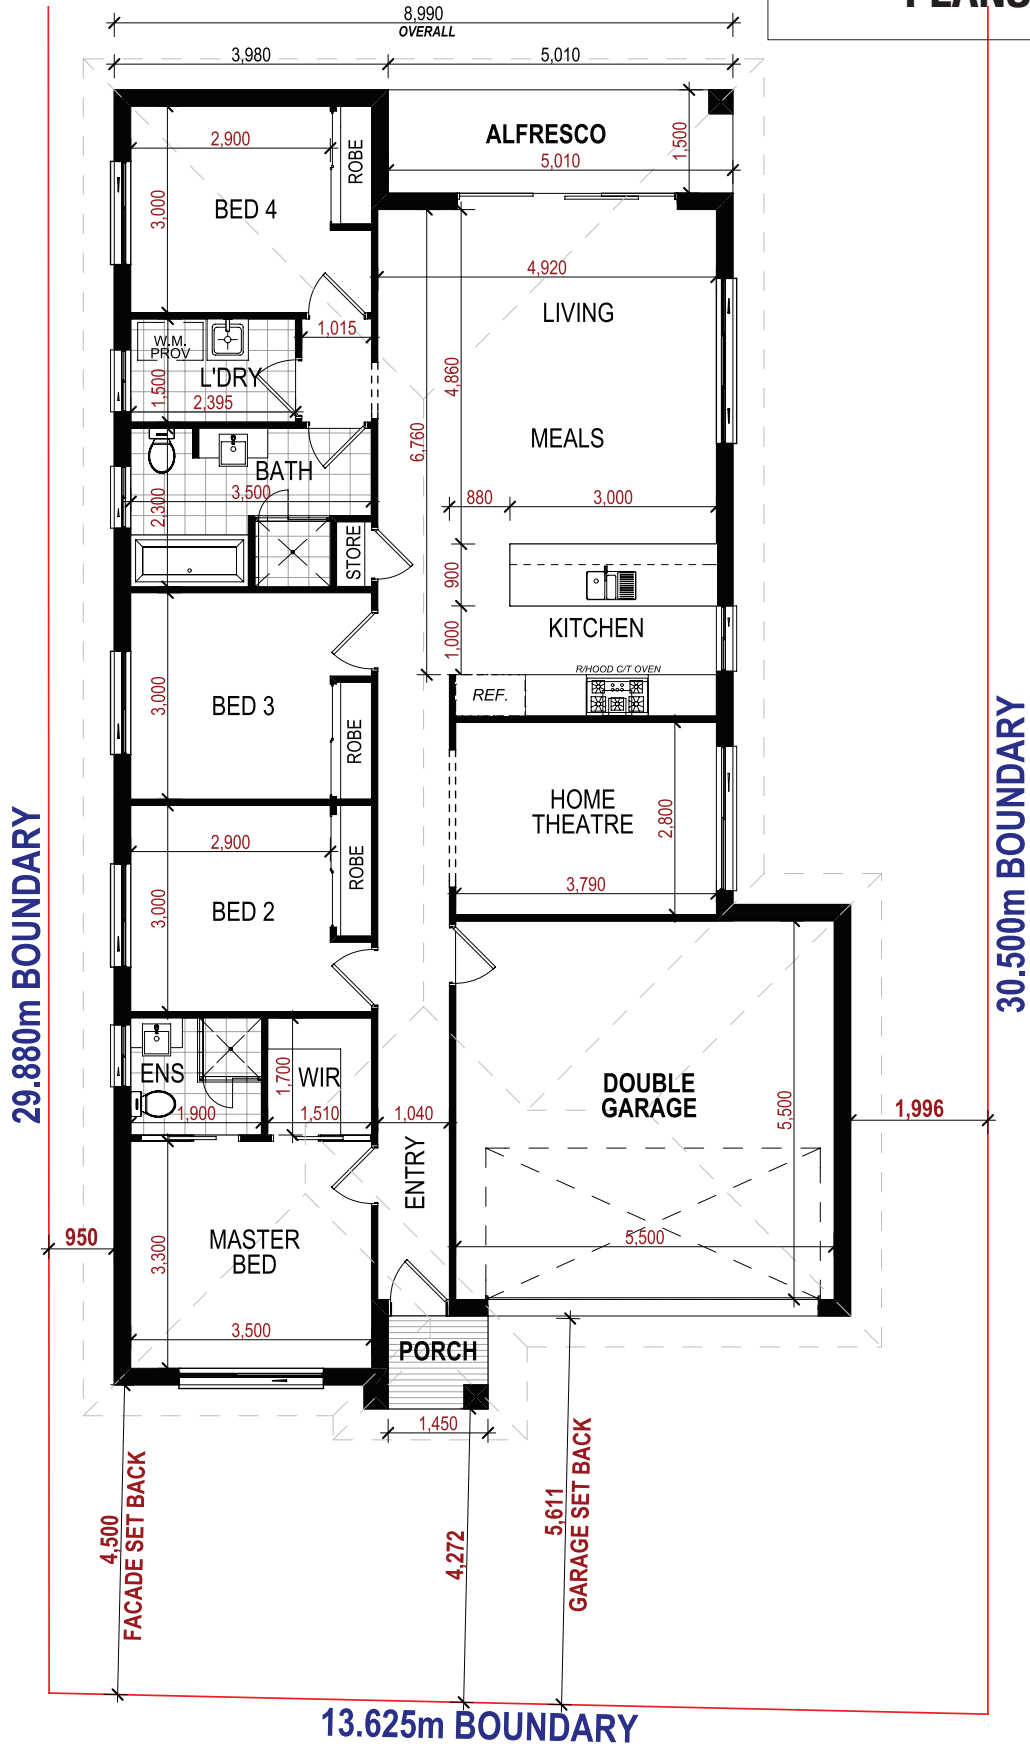 PLANS
8,990
OVERALL
3,980
5,010
ALFRESCO
5,010
1,500
2,900
ROBE
3,000
BED 4
4,920
LIVING
1,015
W.M.
PROV
L'DRY
1,500
2,395
4,860
6,760
MEALS
BATH
3,500
2,300
880
3,000
STORE
900
KITCHEN
1,000
R/HOOD C/T OVEN
REF.
3,000
BED 3
ROBE
HOME
THEATRE
2,800
3,790
2,900
ROBE
3,000
BED 2
29.880m BOUNDARY
30.500m BOUNDARY
ENS
1,700
WIR
1,900
1,510
1,040
DOUBLE
GARAGE
5,500
1,996
ENTRY
950
3,300
MASTER
BED
5,500
3,500
PORCH
1,450
4,500
FACADE SET BACK
4,272
5,611
GARAGE SET BACK
13.625m BOUNDARY